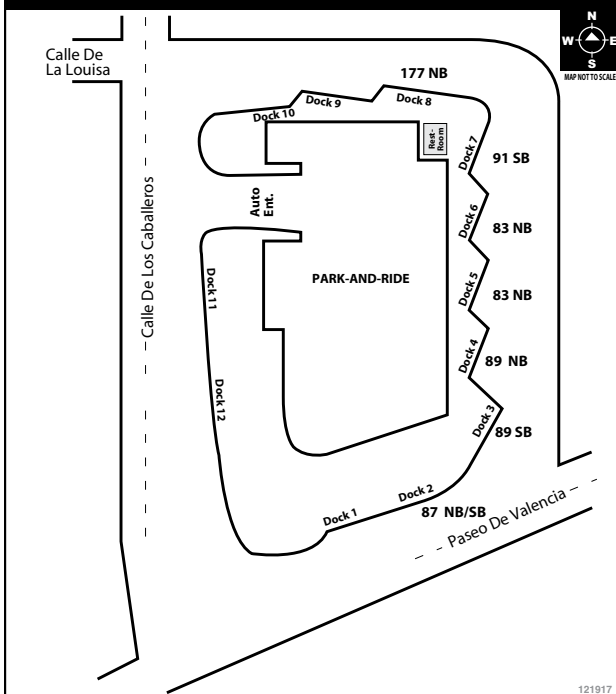 N
W E
S
MAP NOT TO SCALE
Calle De
La Louisa
177 NB
Dock 9
Dock 8
Dock 10
Rest-
Room
Dock 7
91 SB
Auto
Ent.
Dock 6
83 NB
Dock 11
PARK-AND-RIDE
Dock 5
83 NB
Calle De Los Caballeros
Dock 4
89 NB
Dock 12
Dock 3
89 SB
Dock 2
Dock 1
87 NB/SB
Paseo De Valencia
121917